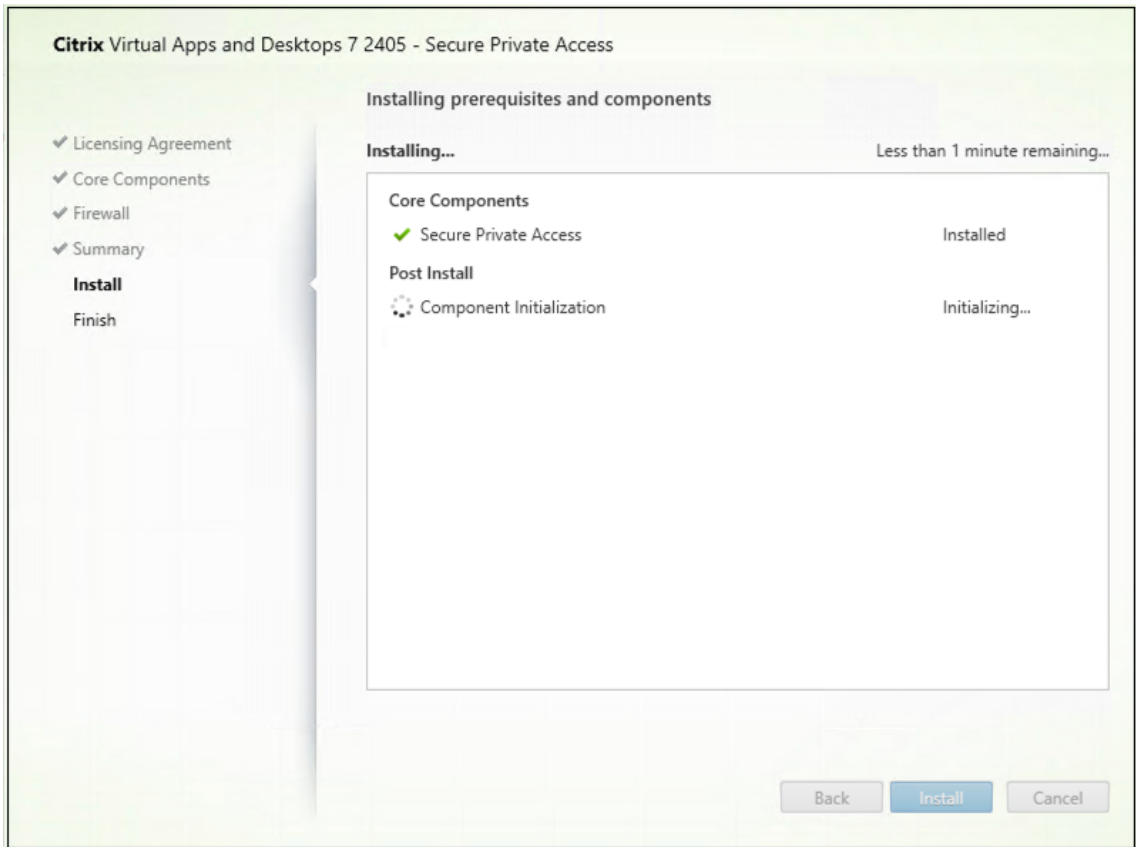 Citrix Virtual Apps and Desktops 7 2405 - Secure Private Access
Licensing Agreement
Core Components
Firewall
Summary
Install
Finish
Installing prerequisites and components
Installing... Less than 1 minute remaining...
Core Components
Secure Private Access Installed
Post Install
Component Initialization Initializing...
Back Install Cancel